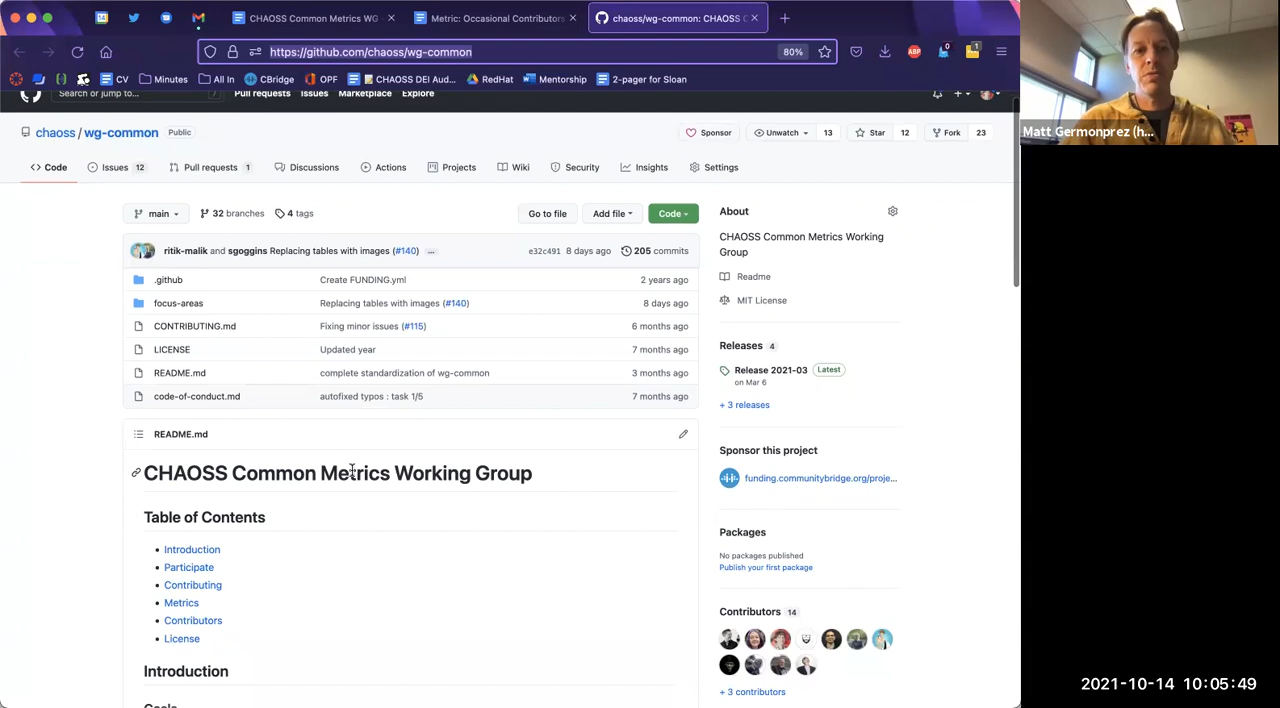 14
CHAOSS Common Metrics WG
Metric: Occasional Contributors
chaoss/wg-common: CHAOSS C
https://github.com/chaoss/wg-common
80%
ABP
0
1
CV
Minutes
All In
CBridge
OPF
CHAOSS DEI Aud...
RedHat
Mentorship
2-pager for Sloan
Search or jump to...
/
Pull requests
Issues
Marketplace
Explore
chaoss / wg-common
Public
Sponsor
Unwatch
13
Star
12
Fork
23
Code
Issues 12
Pull requests 1
Discussions
Actions
Projects
Wiki
Security
Insights
Settings
main
32 branches
4 tags
Go to file
Add file
Code
ritik-malik and sgoggins Replacing tables with images (#140) ...
e32c491 8 days ago
205 commits
.github
Create FUNDING.yml
2 years ago
focus-areas
Replacing tables with images (#140)
8 days ago
CONTRIBUTING.md
Fixing minor issues (#115)
6 months ago
LICENSE
Updated year
7 months ago
README.md
complete standardization of wg-common
3 months ago
code-of-conduct.md
autofixed typos : task 1/5
7 months ago
README.md
CHAOSS Common Metrics Working Group
Table of Contents
Introduction
Participate
Contributing
Metrics
Contributors
License
Introduction
Goals
About
CHAOSS Common Metrics Working
Group
Readme
MIT License
Releases 4
Release 2021-03 Latest
on Mar 6
+ 3 releases
Sponsor this project
funding.communitybridge.org/proje...
Packages
No packages published
Publish your first package
Contributors 14
+ 3 contributors
Matt Germonprez (h...
2021-10-14 10:05:49